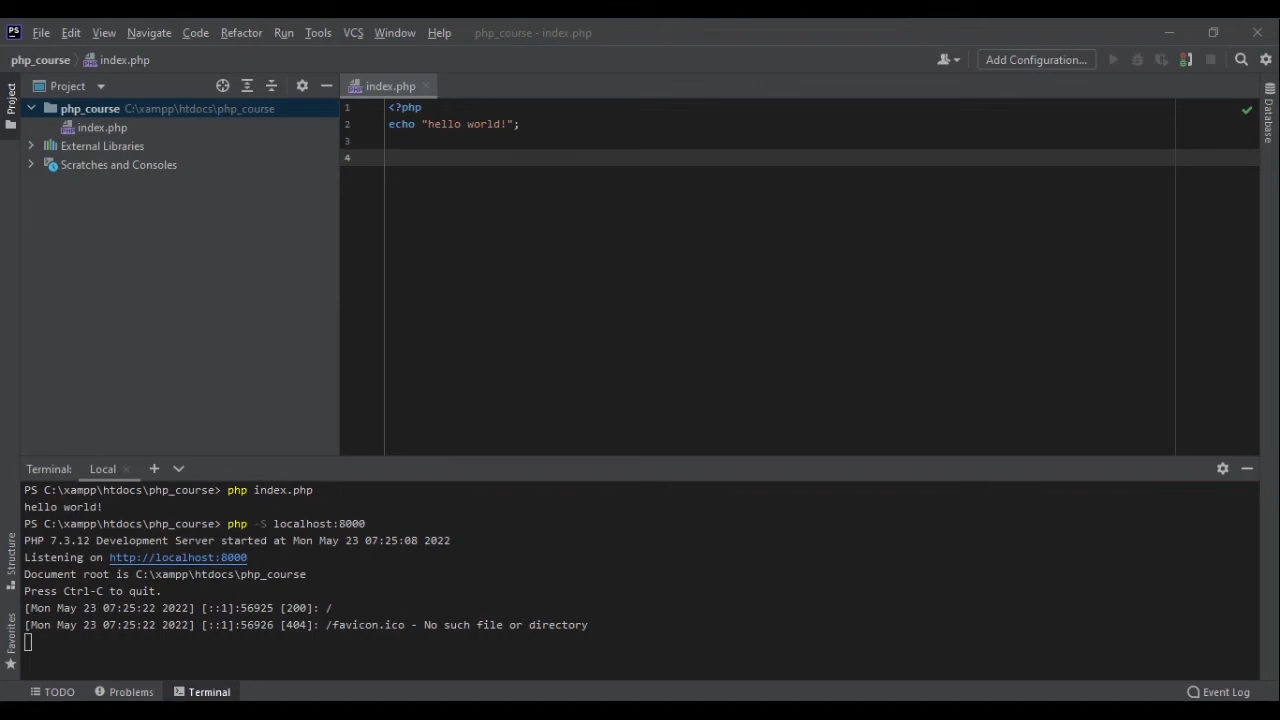 PS File Edit View Navigate Code Refactor Run Tools VCS Window Help php_course - index.php
php_course index.php Add Configuration...
Project index.php
Project
php_course C:\xampp\htdocs\php_course
index.php
External Libraries
Scratches and Consoles
1 <?php
2 echo "hello world!";
3
4
Database
Terminal: Local
PS C:\xampp\htdocs\php_course> php index.php
hello world!
PS C:\xampp\htdocs\php_course> php -S localhost:8000
PHP 7.3.12 Development Server started at Mon May 23 07:25:08 2022
Listening on http://localhost:8000
Document root is C:\xampp\htdocs\php_course
Press Ctrl-C to quit.
[Mon May 23 07:25:22 2022] [::1]:56925 [200]: /
[Mon May 23 07:25:22 2022] [::1]:56926 [404]: /favicon.ico - No such file or directory
Structure
Favorites
TODO Problems Terminal Event Log